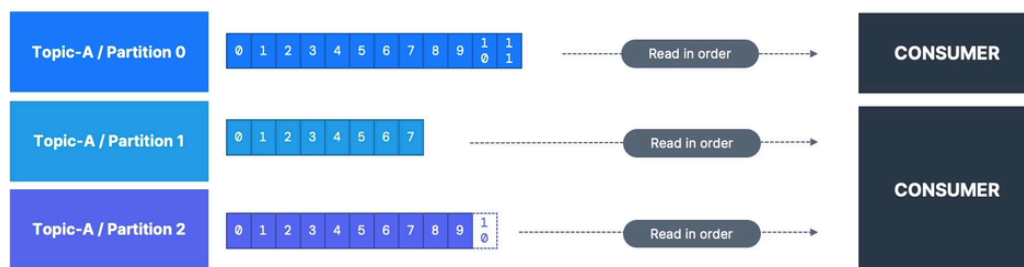 Topic-A / Partition 0
0 1 2 3 4 5 6 7 8 9 10 11
Read in order
CONSUMER
Topic-A / Partition 1
0 1 2 3 4 5 6 7
Read in order
Topic-A / Partition 2
0 1 2 3 4 5 6 7 8 9 10
Read in order
CONSUMER